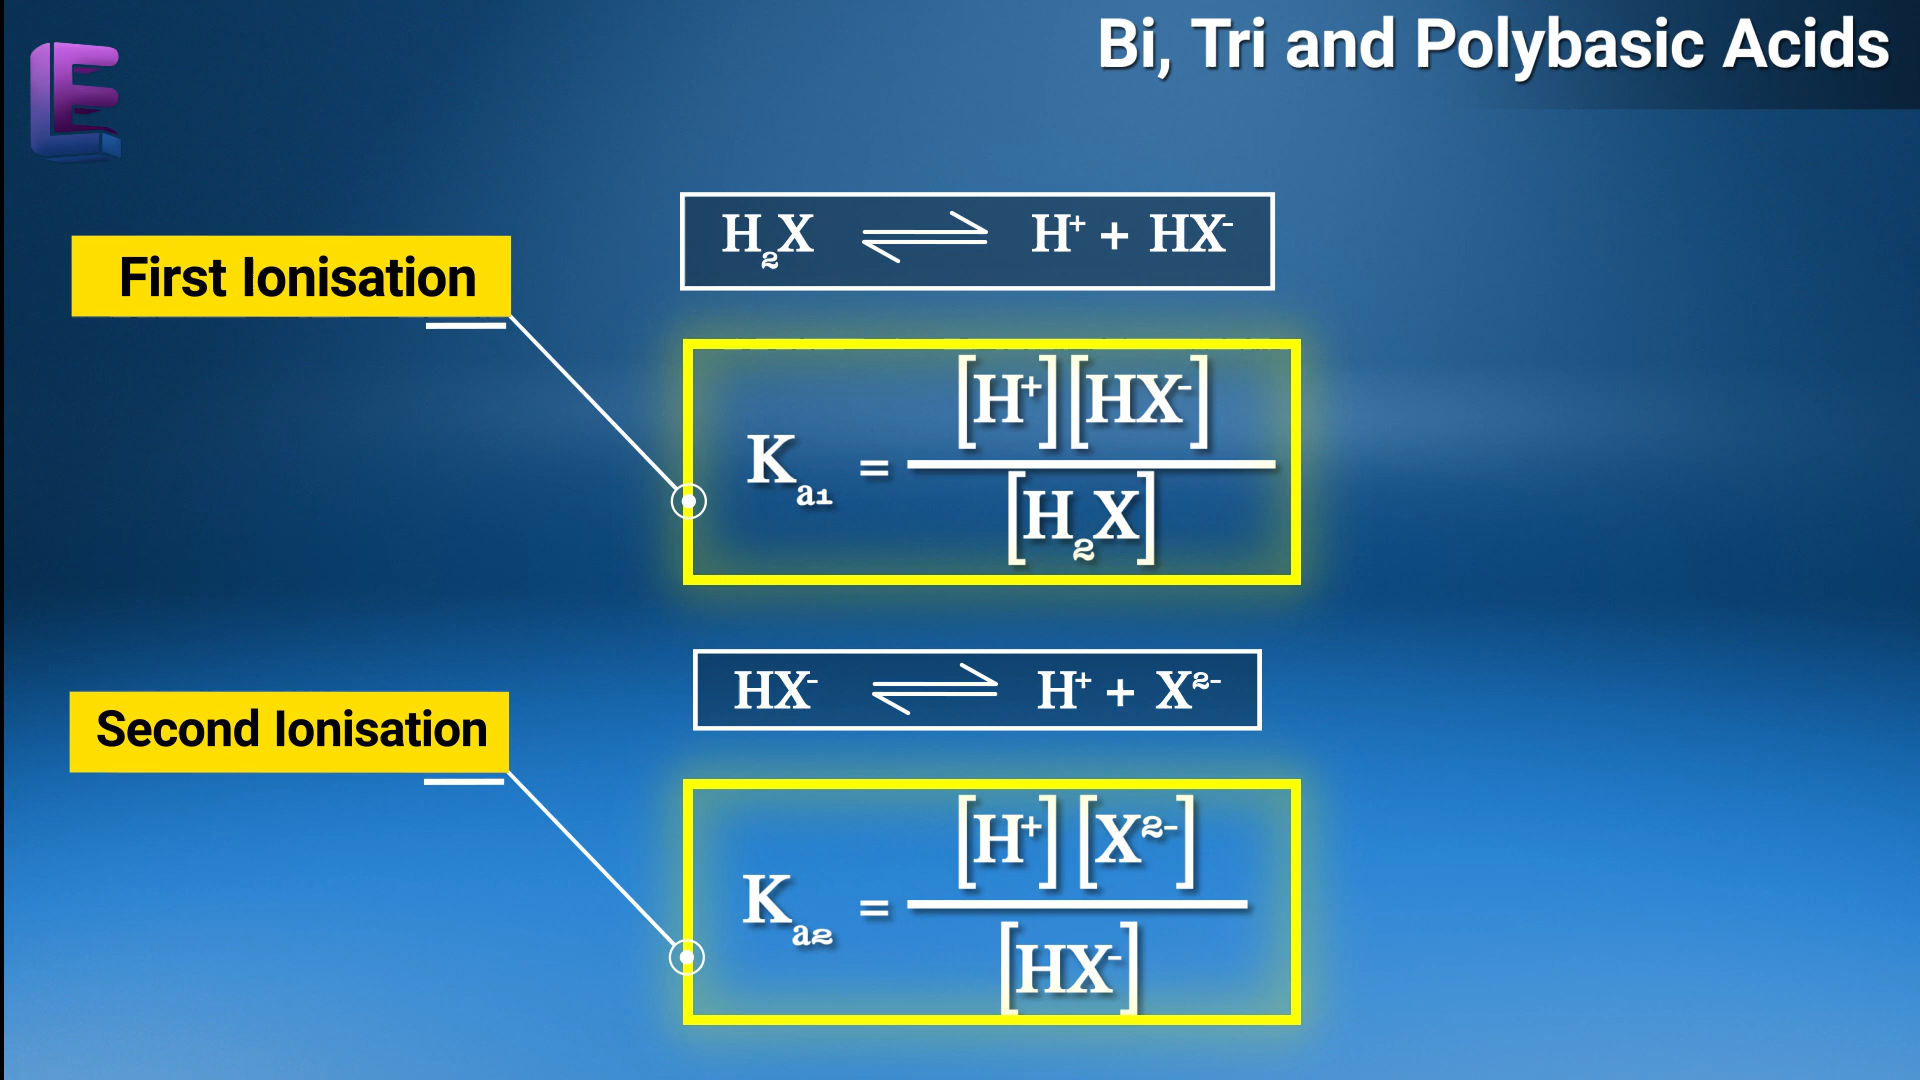 Bi, Tri and Polybasic Acids
LE
H₂X ⇌ H⁺ + HX⁻
First Ionisation
Kₐ₁ = [H⁺][HX⁻] / [H₂X]
HX⁻ ⇌ H⁺ + X²⁻
Second Ionisation
Kₐ₂ = [H⁺][X²⁻] / [HX⁻]